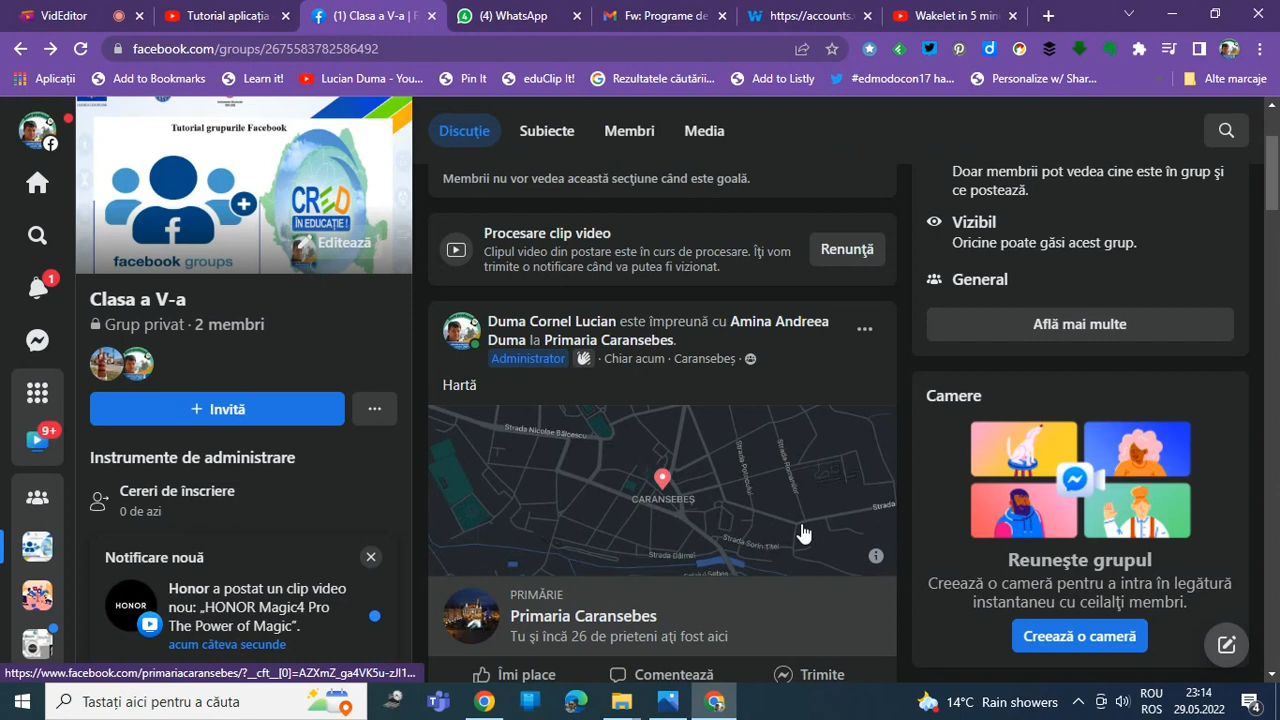 VidEditor
Tutorial aplicația
(1) Clasa a V-a | F
(4) WhatsApp
Fw: Programe de
https://accounts.
Wakelet in 5 min
facebook.com/groups/2675583782586492
Aplicații
Add to Bookmarks
Learn it!
Lucian Duma - You...
Pin It
eduClip It!
Rezultatele căutării...
Add to Listly
#edmodocon17 ha...
Personalize w/ Shar...
Alte marcaje
Tutorial grupurile Facebook
CRED
ÎN EDUCAȚIE !
facebook groups
Editează
Clasa a V-a
Grup privat · 2 membri
+ Invită
Instrumente de administrare
Cereri de înscriere
0 de azi
Notificare nouă
HONOR
Honor a postat un clip video
nou: „HONOR Magic4 Pro
The Power of Magic”.
acum câteva secunde
1
9+
Discuție
Subiecte
Membri
Media
Membrii nu vor vedea această secțiune când este goală.
Procesare clip video
Clipul video din postare este în curs de procesare. Îți vom
trimite o notificare când va putea fi vizionat.
Renunță
Duma Cornel Lucian este împreună cu Amina Andreea
Duma la Primaria Caransebes.
Administrator · Chiar acum · Caransebeș ·
Hartă
Strada Nicolae Bălcescu
CARANSEBEȘ
Strada
PRIMĂRIE
Primaria Caransebes
Tu și încă 26 de prieteni ați fost aici
Îmi place
Comentează
Trimite
Doar membrii pot vedea cine este în grup și
ce postează.
Vizibil
Oricine poate găsi acest grup.
General
Află mai multe
Camere
Reunește grupul
Creează o cameră pentru a intra în legătură
instantaneu cu ceilalți membri.
Creează o cameră
https://www.facebook.com/primariacaransebes/?__cft__[0]=AZXmZ_ga4VK5u-zJI1...
Tastați aici pentru a căuta
14°C Rain showers
ROU
ROS
23:14
29.05.2022
4